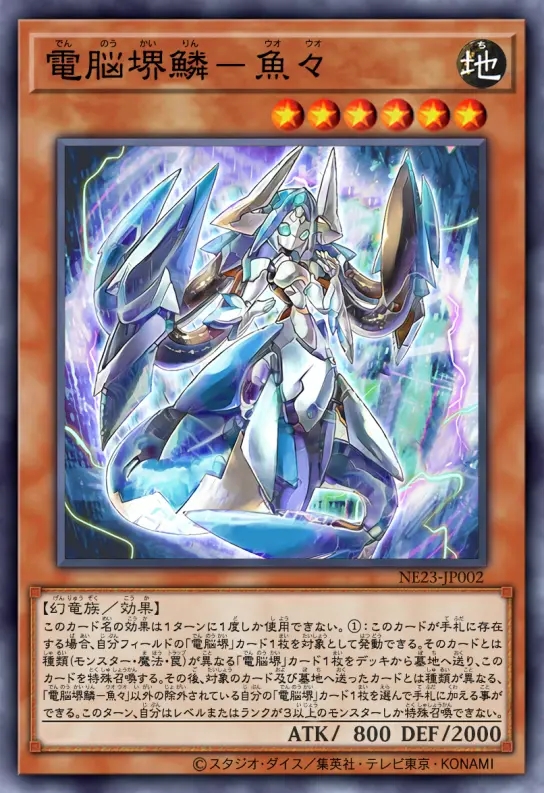 電脳堺鱗－魚々
地
NE23-JP002
【幻竜族／効果】
このカード名の効果は1ターンに1度しか使用できない。①：このカードが手札に存在
する場合、自分フィールドの「電脳堺」カード1枚を対象として発動できる。そのカードとは
種類（モンスター・魔法・罠）が異なる「電脳堺」カード1枚をデッキから墓地へ送り、この
カードを特殊召喚する。その後、対象のカード及び墓地へ送ったカードとは種類が異なる、
「電脳堺鱗－魚々」以外の除外されている自分の「電脳堺」カード1枚を選んで手札に加える事が
できる。このターン、自分はレベルまたはランクが3以上のモンスターしか特殊召喚できない。
ATK/ 800 DEF/2000
©スタジオ・ダイス／集英社・テレビ東京・KONAMI